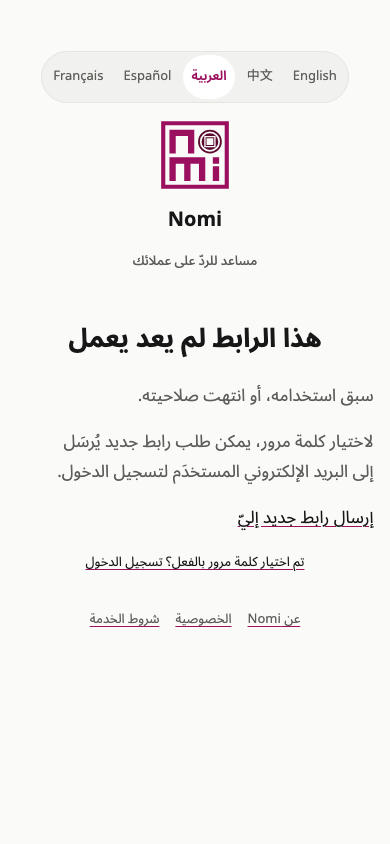 English 中文 العربية Español Français
nomi
Nomi
مساعد للردّ على عملائك
هذا الرابط لم يعد يعمل
سبق استخدامه، أو انتهت صلاحيته.
لاختيار كلمة مرور، يمكن طلب رابط جديد يُرسَل
إلى البريد الإلكتروني المستخدَم لتسجيل الدخول.
إرسال رابط جديد إليّ
تم اختيار كلمة مرور بالفعل؟ تسجيل الدخول
عن Nomi الخصوصية شروط الخدمة